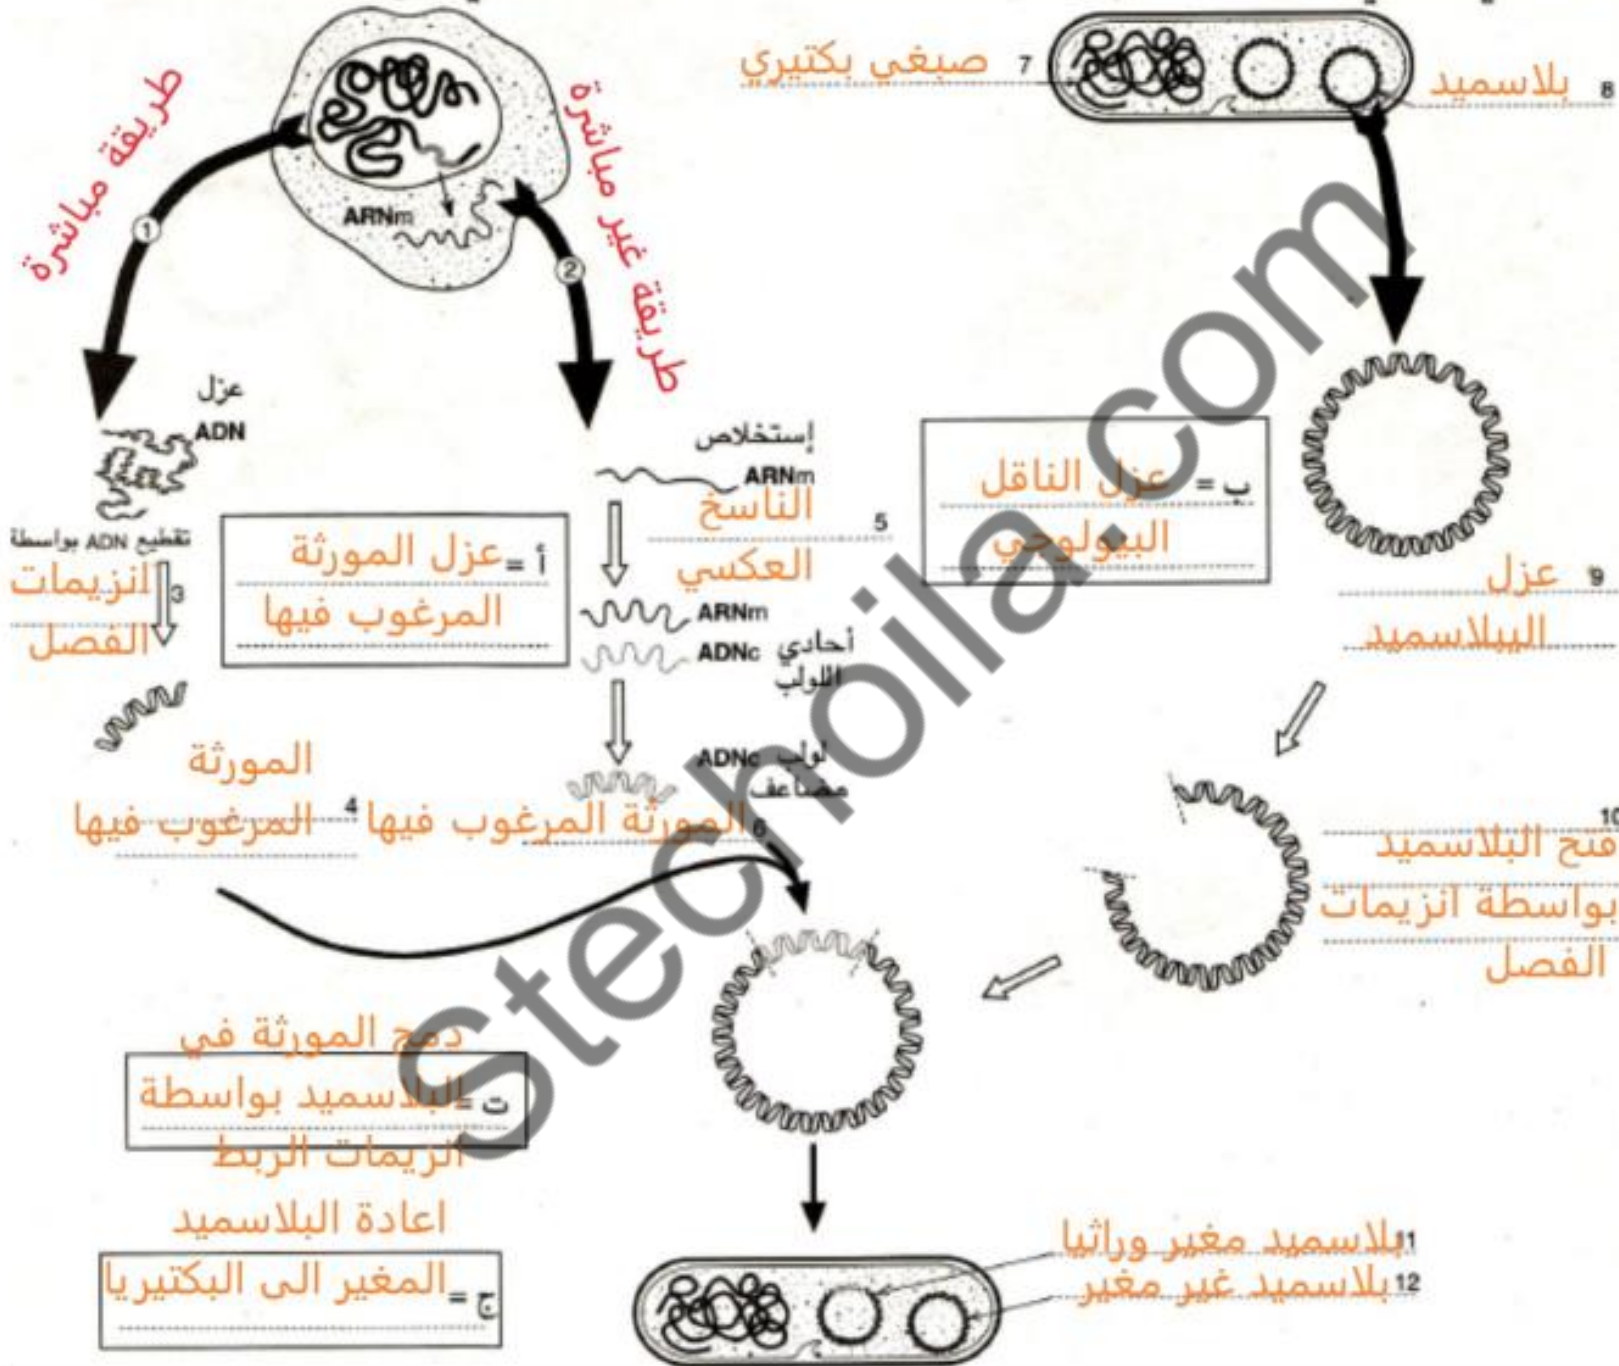 صبغي بكتيري 7
بلاسميد 8
طريقة مباشرة
1
طريقة غير مباشرة
2
ARNm
عزل
ADN
تقطيع ADN بواسطة
انزيمات 3
الفصل
إستخلاص
ARNm
الناسخ 5
العكسي
أ = عزل المورثة
المرغوب فيها
ARNm
ADNc أحادي
اللولب
ADNc لولب
مضاعف
المورثة
المرغوب فيها 4
المورثة المرغوب فيها 6
ب = عزل الناقل
البيولوجي
عزل 9
الببلاسميد
10
فتح البلاسميد
بواسطة انزيمات
الفصل
دمج المورثة في
ت = البلاسميد بواسطة
انزيمات الربط
اعادة البلاسميد
ج = المغير الى البكتيريا
بلاسميد مغير وراثيا 11
بلاسميد غير مغير 12
Stechoila.com